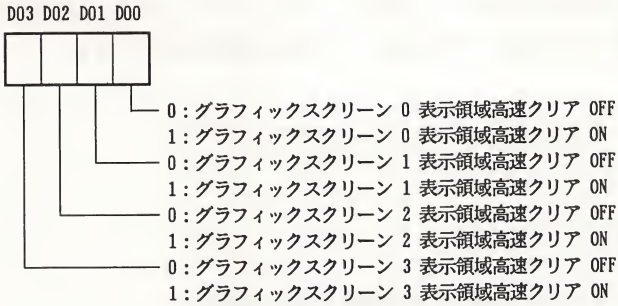 D03 D02 D01 D00
0:グラフィックスクリーン 0 表示領域高速クリア OFF
1:グラフィックスクリーン 0 表示領域高速クリア ON
0:グラフィックスクリーン 1 表示領域高速クリア OFF
1:グラフィックスクリーン 1 表示領域高速クリア ON
0:グラフィックスクリーン 2 表示領域高速クリア OFF
1:グラフィックスクリーン 2 表示領域高速クリア ON
0:グラフィックスクリーン 3 表示領域高速クリア OFF
1:グラフィックスクリーン 3 表示領域高速クリア ON